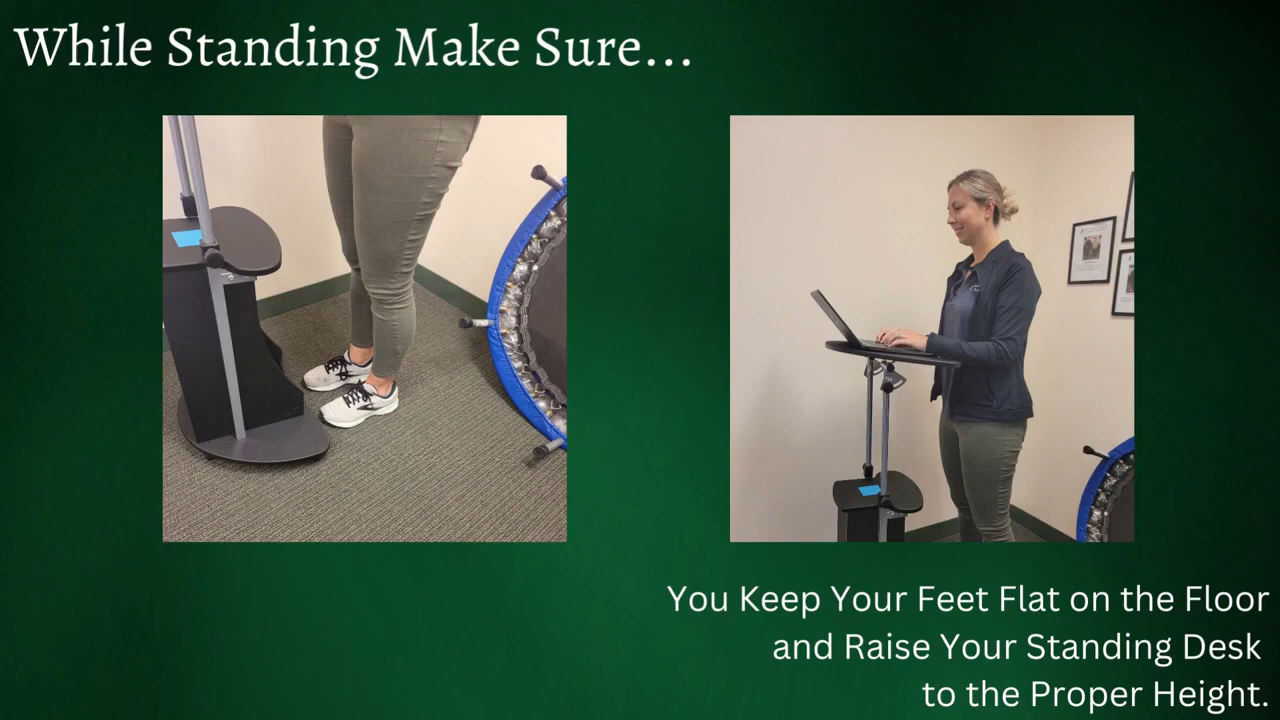 While Standing Make Sure...
You Keep Your Feet Flat on the Floor
and Raise Your Standing Desk
to the Proper Height.